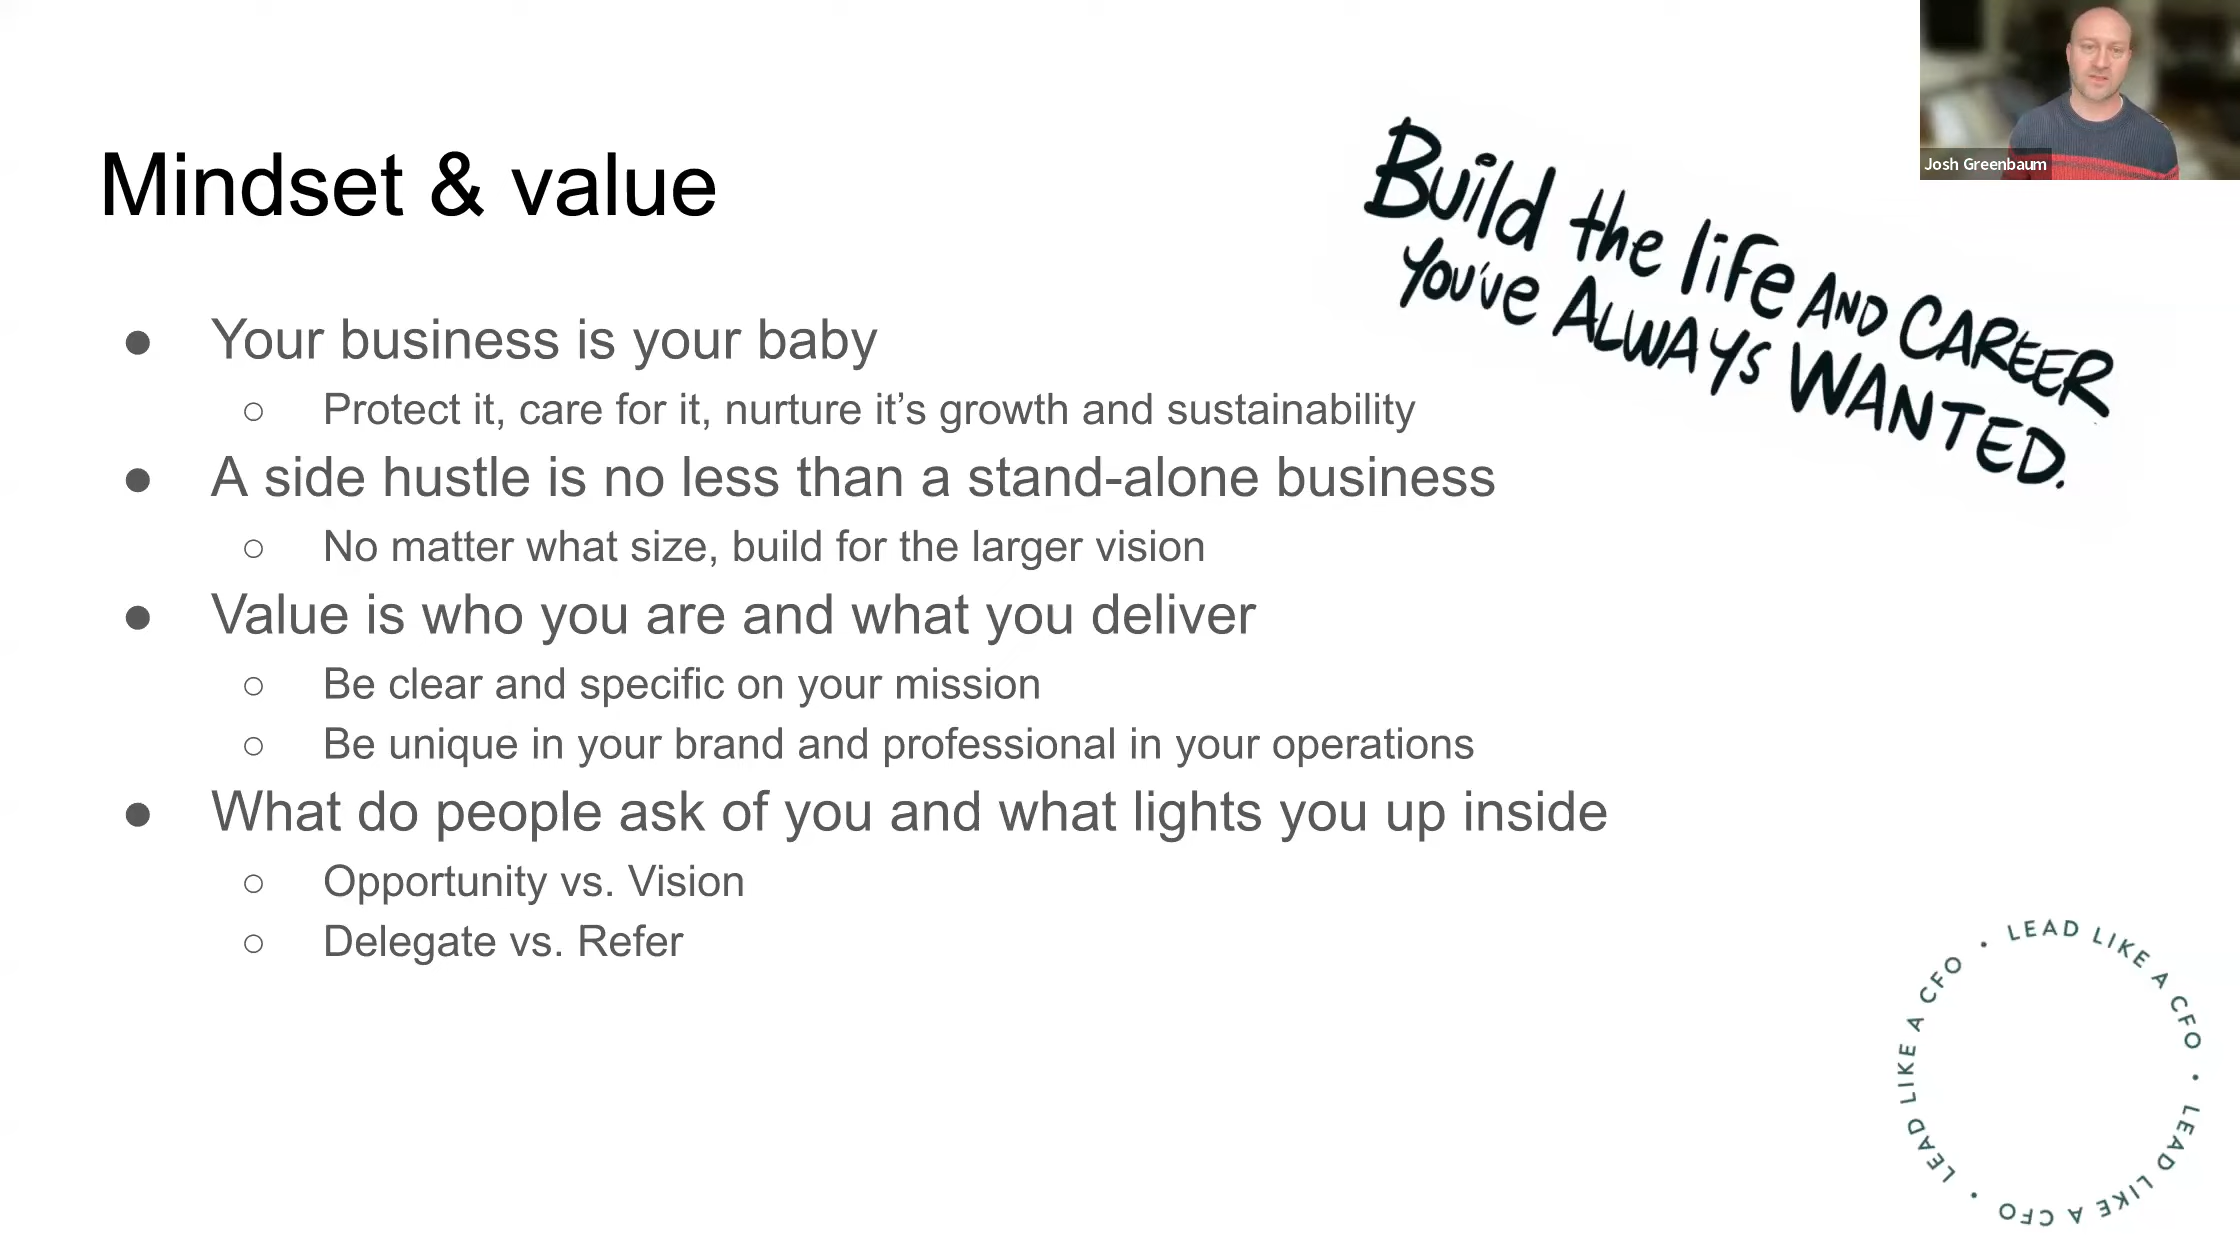 Mindset & value
● Your business is your baby
○ Protect it, care for it, nurture it’s growth and sustainability
● A side hustle is no less than a stand-alone business
○ No matter what size, build for the larger vision
● Value is who you are and what you deliver
○ Be clear and specific on your mission
○ Be unique in your brand and professional in your operations
● What do people ask of you and what lights you up inside
○ Opportunity vs. Vision
○ Delegate vs. Refer
Build the life AND CAREER
You've ALWAYS WANTED.
Josh Greenbaum
• LEAD LIKE A CFO • LEAD LIKE A CFO • LEAD LIKE A CFO